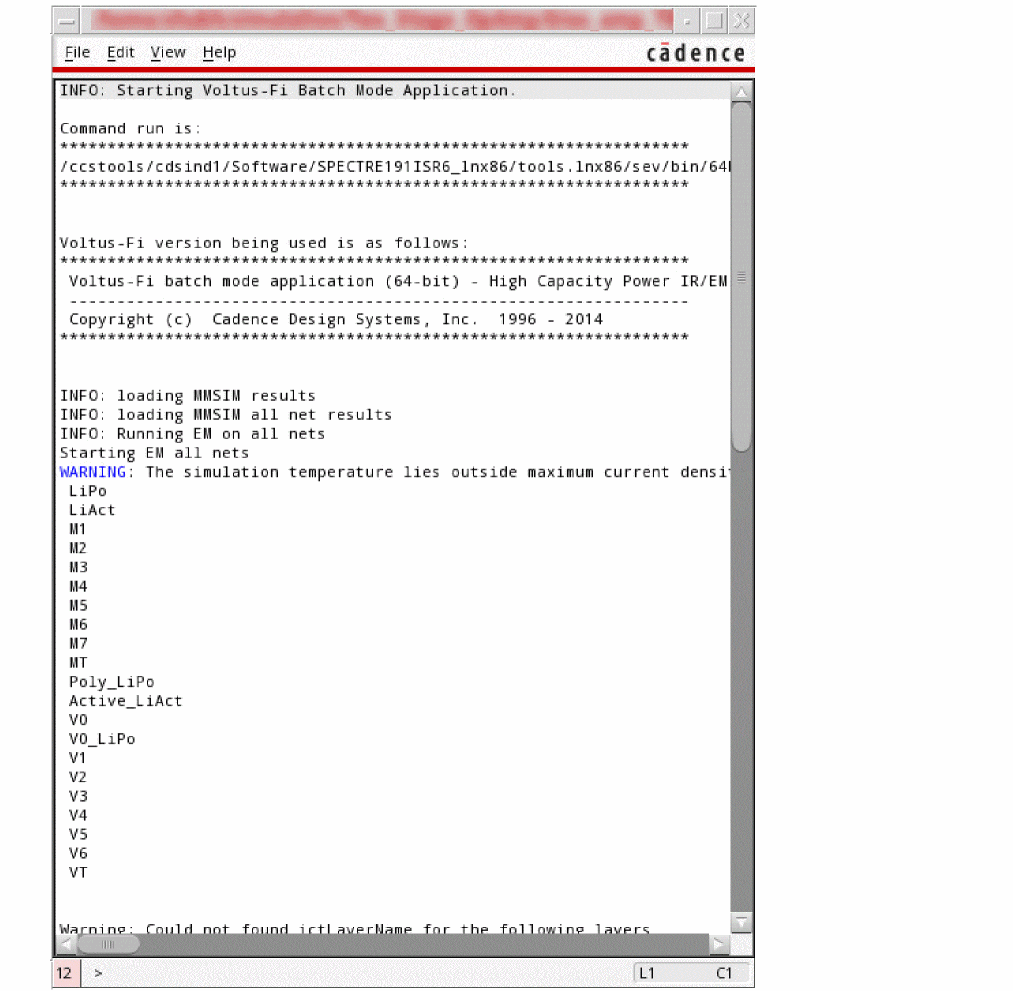 File Edit View Help
cādence
INFO: Starting Voltus-Fi Batch Mode Application.
Command run is:
******************************************************************
/ccstools/cdsind1/Software/SPECTRE191ISR6_lnx86/tools.lnx86/sev/bin/64
******************************************************************
Voltus-Fi version being used is as follows:
******************************************************************
Voltus-Fi batch mode application (64-bit) - High Capacity Power IR/EM
-----------------------------------------------------------------
Copyright (c) Cadence Design Systems, Inc. 1996 - 2014
******************************************************************
INFO: loading MMSIM results
INFO: loading MMSIM all net results
INFO: Running EM on all nets
Starting EM all nets
WARNING: The simulation temperature lies outside maximum current densi
LiPo
LiAct
M1
M2
M3
M4
M5
M6
M7
MT
Poly_LiPo
Active_LiAct
V0
V0_LiPo
V1
V2
V3
V4
V5
V6
VT
Warning: Could not found ictLayerName for the following layers
12 > L1 C1